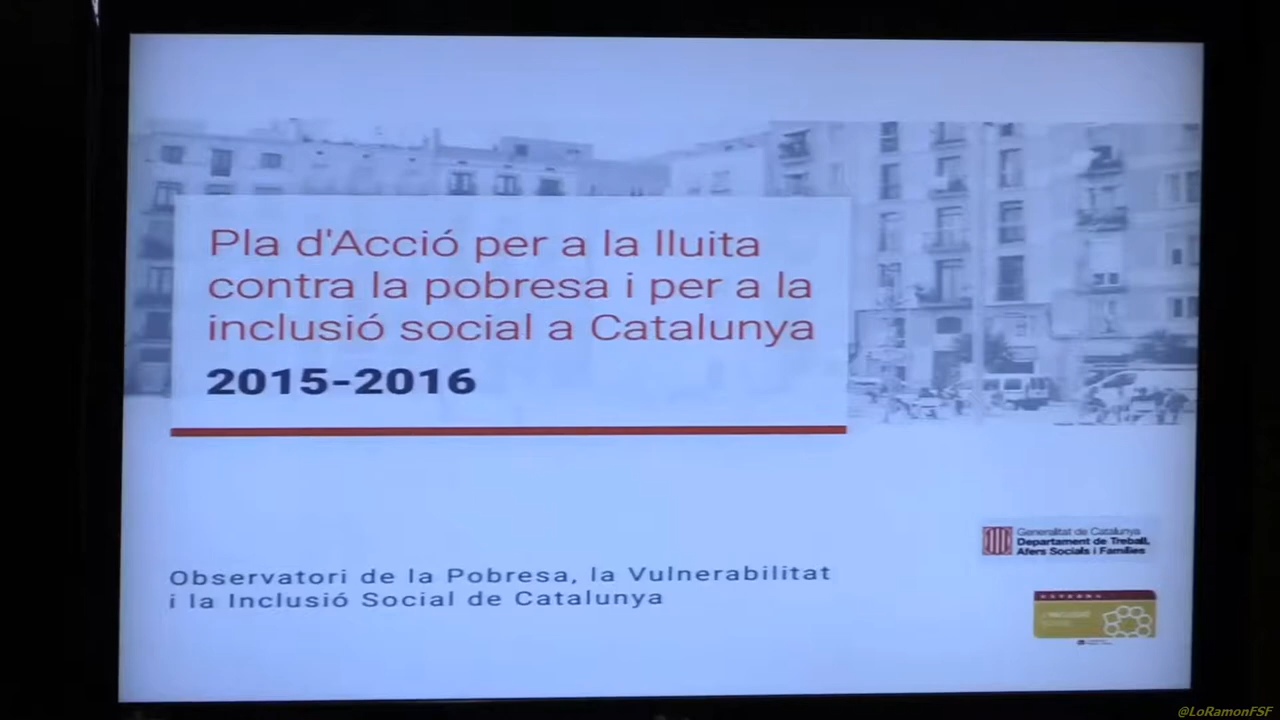 Pla d'Acció per a la lluita
contra la pobresa i per a la
inclusió social a Catalunya
2015-2016
Generalitat de Catalunya
Departament de Treball,
Afers Socials i Famílies
Observatori de la Pobresa, la Vulnerabilitat
i la Inclusió Social de Catalunya
@LoRamonFSF